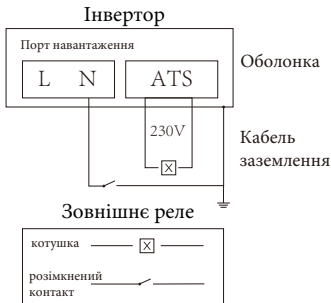 Інвертор
Порт навантаження
L N ATS
Оболонка
230V
X
Кабель
заземлення
Зовнішнє реле
котушка X
розімкнений
контакт